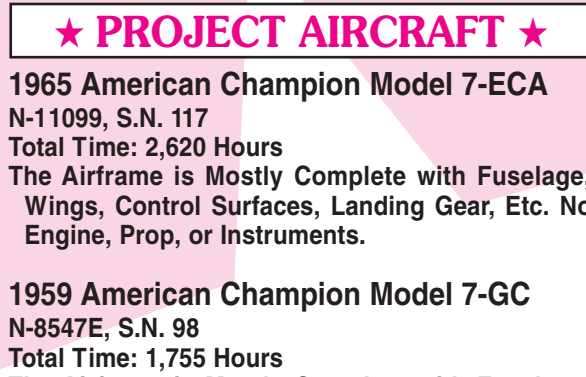 ★ PROJECT AIRCRAFT ★
1965 American Champion Model 7-ECA
N-11099, S.N. 117
Total Time: 2,620 Hours
The Airframe is Mostly Complete with Fuselage,
Wings, Control Surfaces, Landing Gear, Etc. No
Engine, Prop, or Instruments.
1959 American Champion Model 7-GC
N-8547E, S.N. 98
Total Time: 1,755 Hours